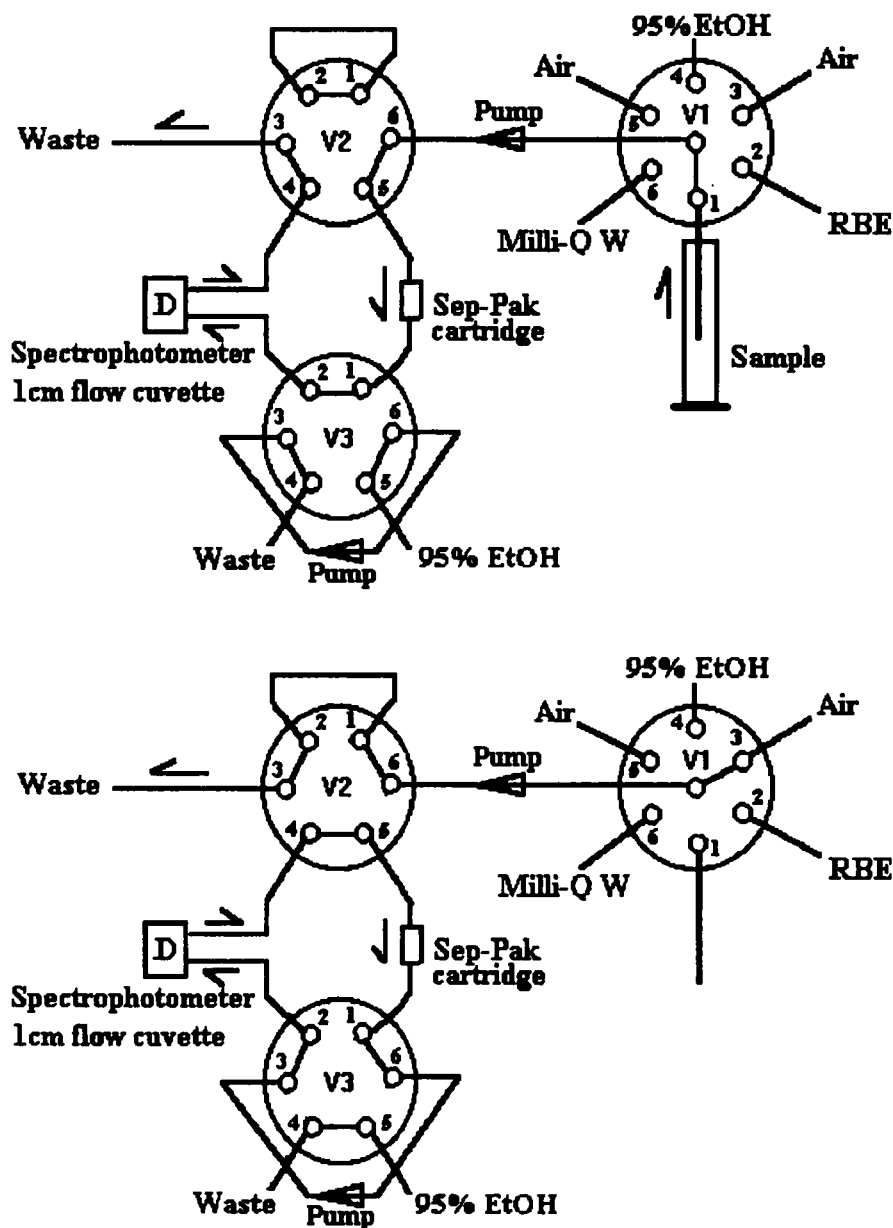 95% EtOH
Air
4
Air
2
1
3
Pump
V1
3
6
5
Waste
V2
2
4
5
6
1
Milli-Q W
RBE
D
Sep-Pak
cartridge
Spectrophotometer
1cm flow cuvette
Sample
2
1
3
6
V3
4
5
Waste
Pump
95% EtOH
95% EtOH
Air
4
Air
2
1
3
Pump
V1
3
6
5
Waste
V2
2
4
5
6
1
Milli-Q W
RBE
D
Sep-Pak
cartridge
Spectrophotometer
1cm flow cuvette
2
1
3
6
V3
4
5
Waste
Pump
95% EtOH